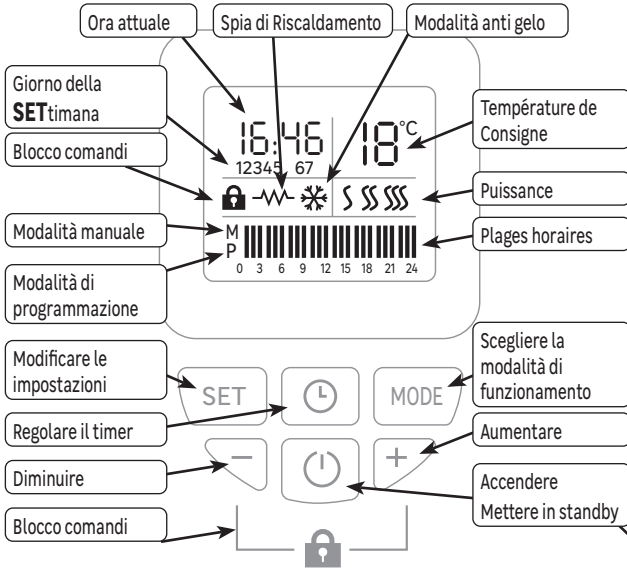 Ora attuale
Spia di Riscaldamento
Modalità anti gelo
Giorno della
SETtimana
Blocco comandi
16:46
18°C
12345 67
Température de
Consigne
Puissance
Modalità manuale
M
P
Plages horaires
0 3 6 9 12 15 18 21 24
Modalità di
programmazione
Modificare le
impostazioni
SET
MODE
Scegliere la
modalità di
funzionamento
Regolare il timer
Aumentare
Diminuire
Accendere
Mettere in standby
Blocco comandi